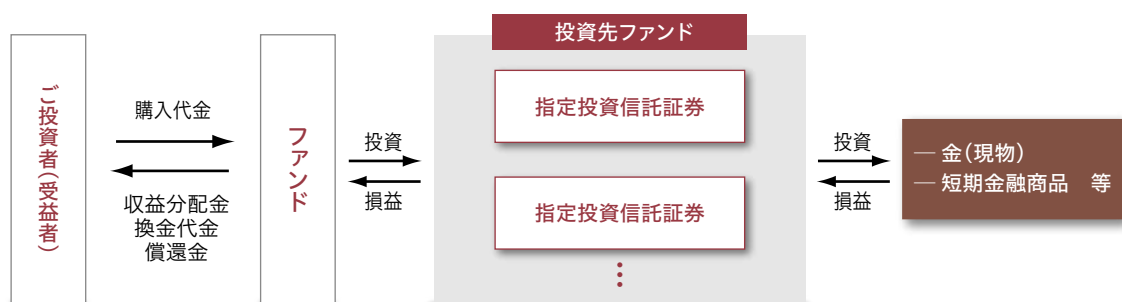 ご投資者（受益者）
購入代金
収益分配金
換金代金
償還金
ファンド
投資
損益
投資先ファンド
指定投資信託証券
指定投資信託証券
⋮
投資
損益
― 金（現物）
― 短期金融商品　等